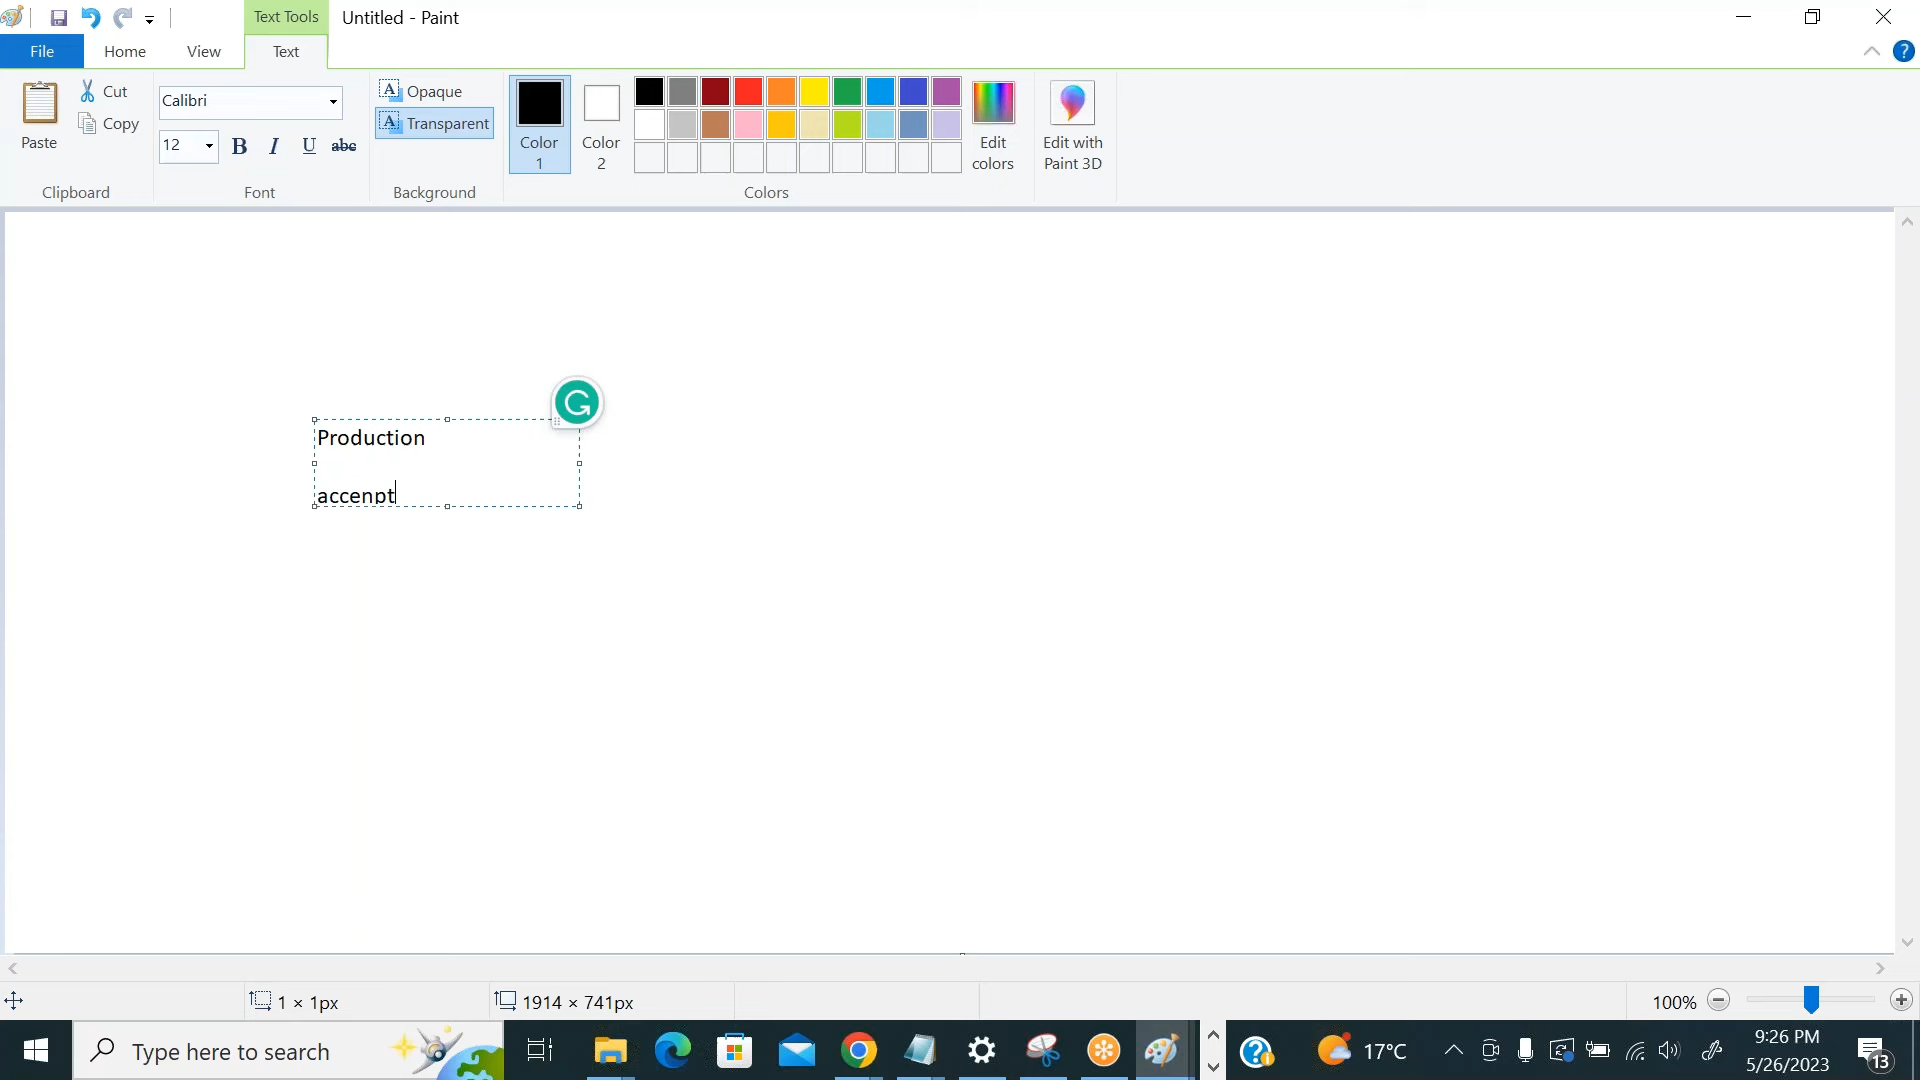 Text Tools
Untitled - Paint
File
Home
View
Text
Paste
Cut
Copy
Clipboard
Calibri
12
B I U abc
Font
A Opaque
A Transparent
Background
Color 1
Color 2
Colors
Edit colors
Edit with Paint 3D
?
G
Production
accenpt
1 × 1px
1914 × 741px
100%
Type here to search
17°C
9:26 PM
5/26/2023
13